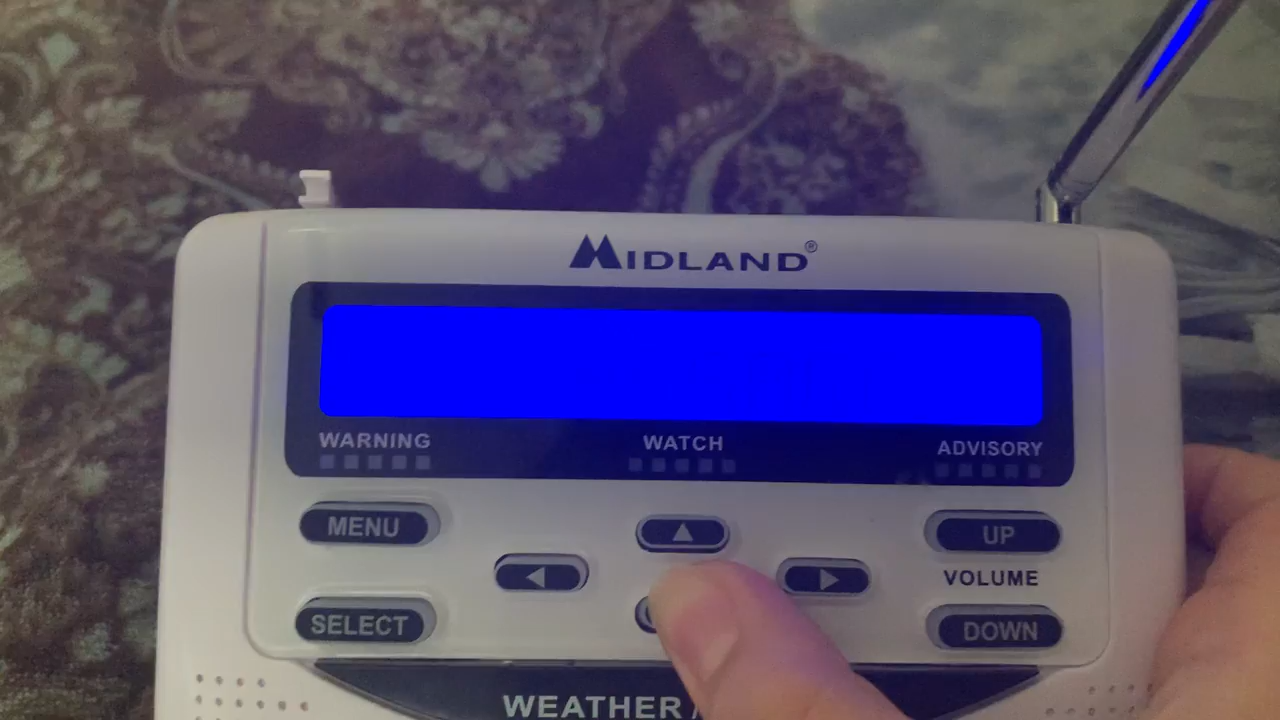 MIDLAND®
WARNING WATCH ADVISORY
MENU ▲ UP
◀ ▶ VOLUME
SELECT DOWN
WEATHER /